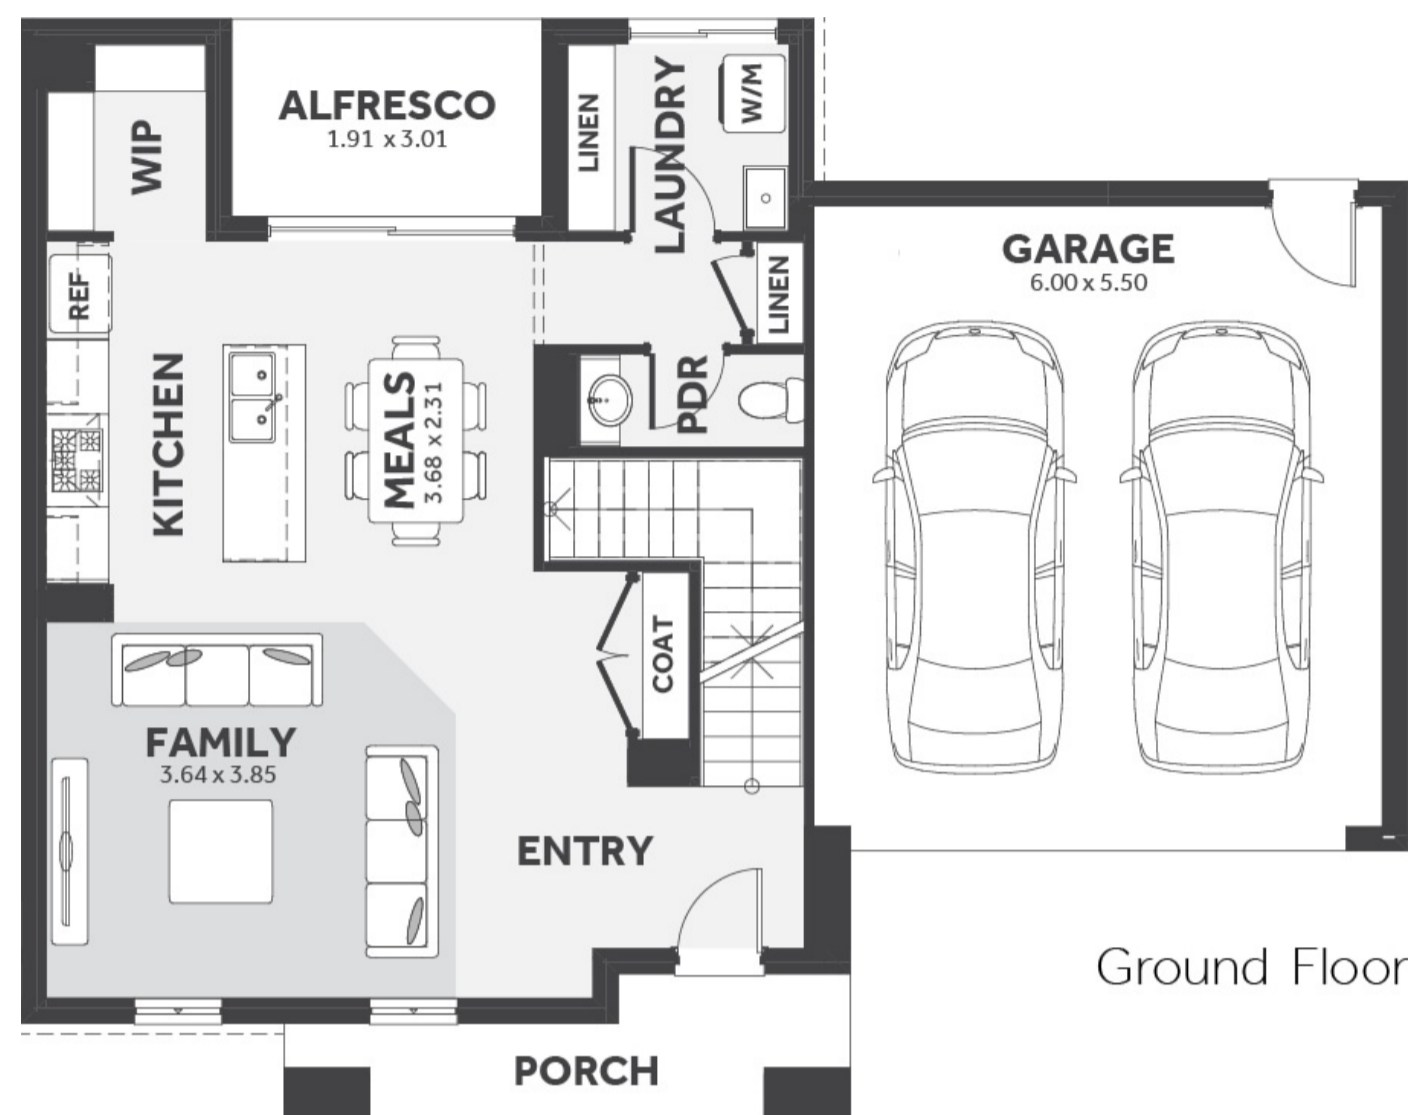 ALFRESCO
1.91 x 3.01
WIP
LINEN
LAUNDRY
W/M
GARAGE
6.00 x 5.50
REF
LINEN
KITCHEN
MEALS
3.68 x 2.31
PDR
COAT
FAMILY
3.64 x 3.85
ENTRY
Ground Floor
PORCH